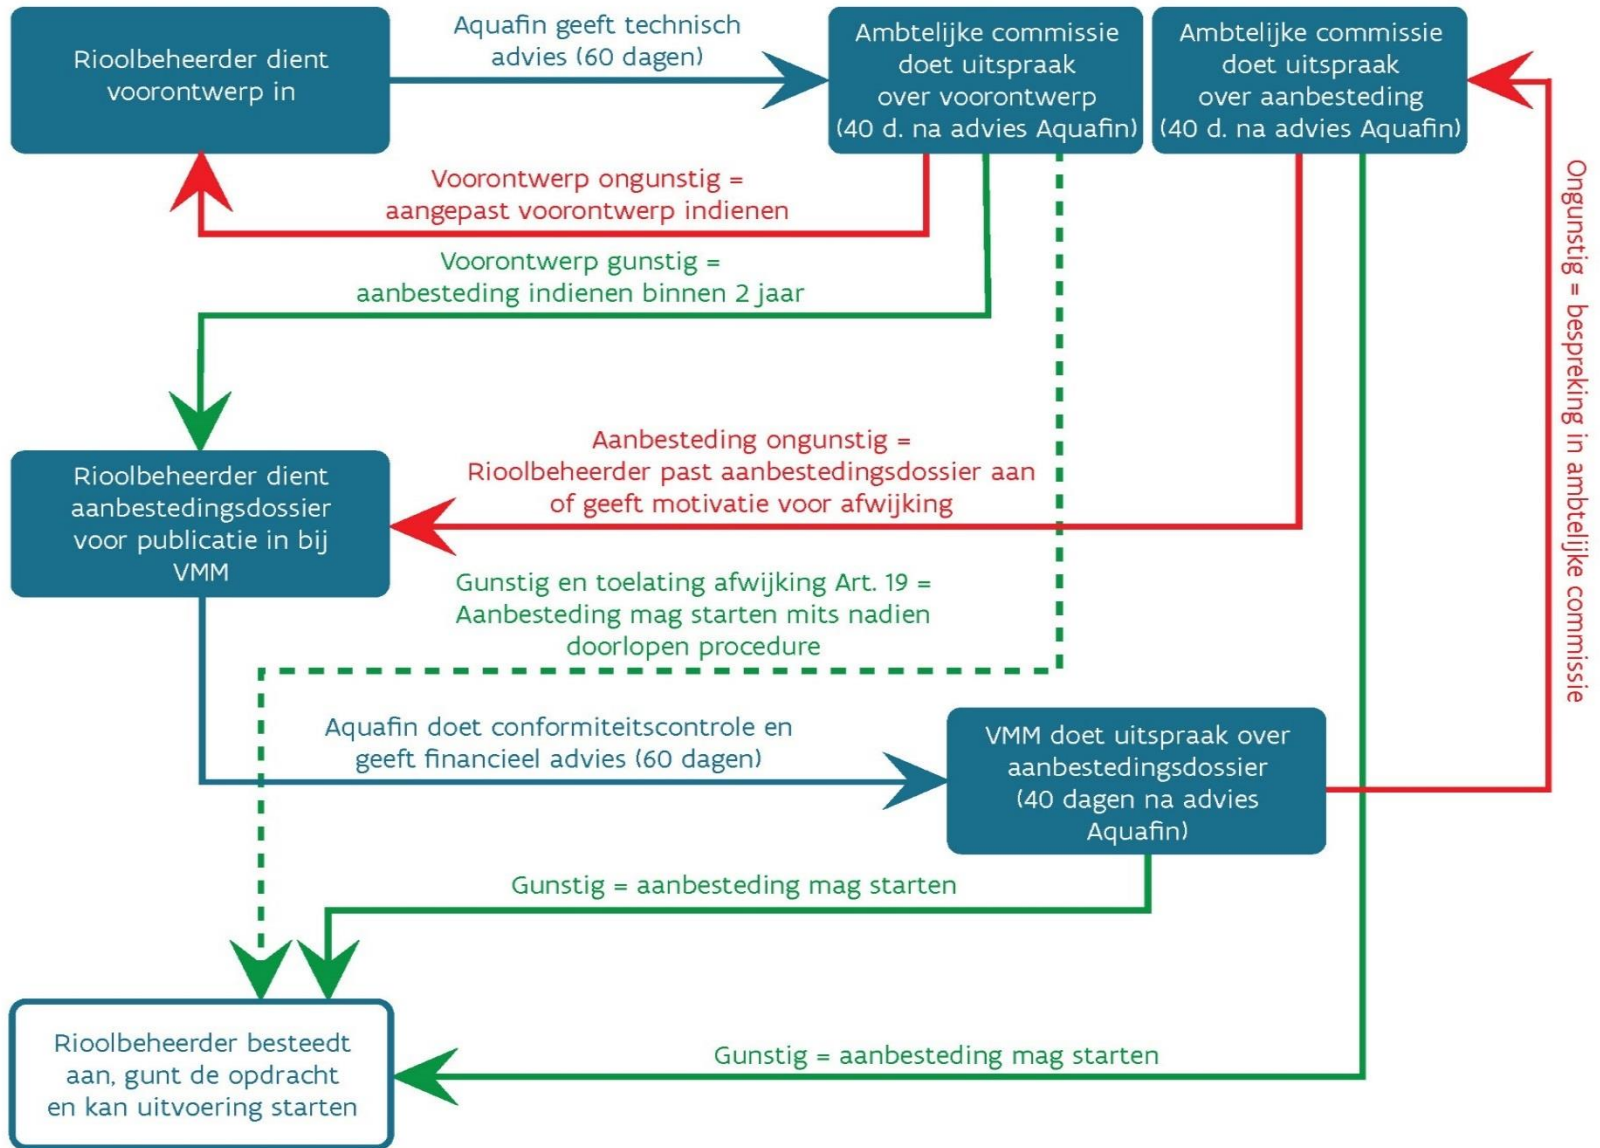 Rioolbeheerder dient
voorontwerp in
Aquafin geeft technisch
advies (60 dagen)
Ambtelijke commissie
doet uitspraak
over voorontwerp
(40 d. na advies Aquafin)
Ambtelijke commissie
doet uitspraak
over aanbesteding
(40 d. na advies Aquafin)
Voorontwerp ongunstig =
aangepast voorontwerp indienen
Voorontwerp gunstig =
aanbesteding indienen binnen 2 jaar
Ongunstig = bespreking in ambtelijke commissie
Aanbesteding ongunstig =
Rioolbeheerder past aanbestedingsdossier aan
of geeft motivatie voor afwijking
Rioolbeheerder dient
aanbestedingsdossier
voor publicatie in bij
VMM
Gunstig en toelating afwijking Art. 19 =
Aanbesteding mag starten mits nadien
doorlopen procedure
Aquafin doet conformiteitscontrole en
geeft financieel advies (60 dagen)
VMM doet uitspraak over
aanbestedingsdossier
(40 dagen na advies
Aquafin)
Gunstig = aanbesteding mag starten
Rioolbeheerder besteedt
aan, gunt de opdracht
en kan uitvoering starten
Gunstig = aanbesteding mag starten